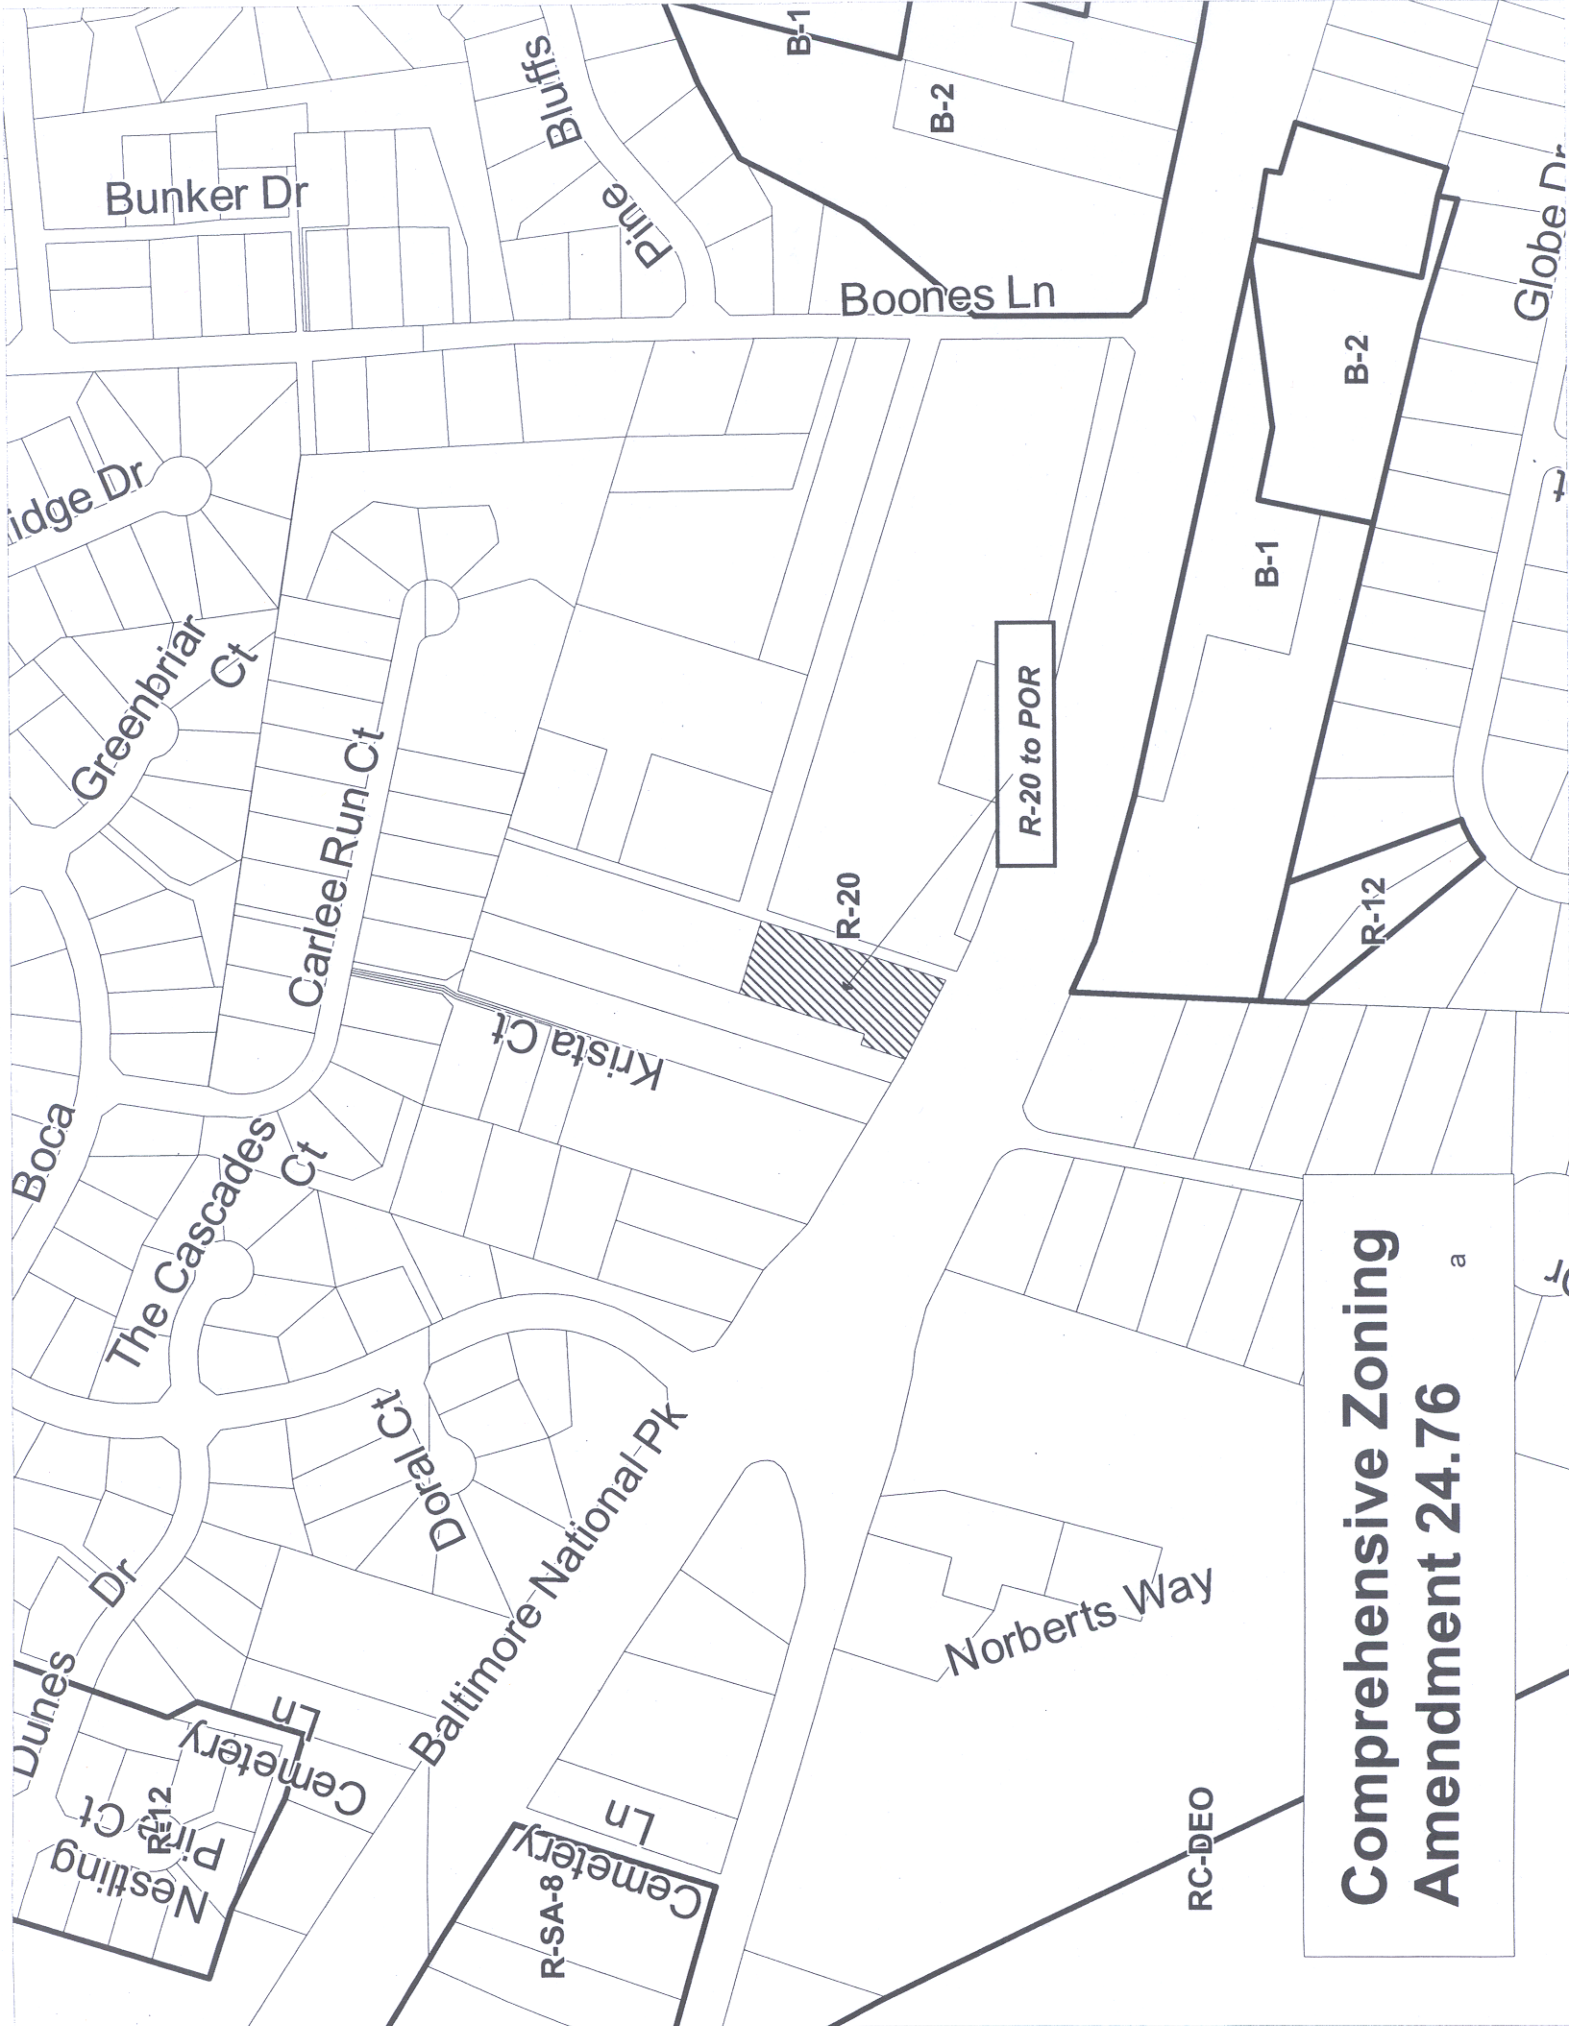 Bunker Dr
Pine Bluffs
B-1
B-2
Boones Ln
Globe Dr
B-2
B-1
idge Dr
Greenbriar
Ct
Carlee Run Ct
R-20 to POR
R-20
R-12
Krista Ct
Boca
The Cascades
Ct
Doral Ct
Baltimore National Pk
Dunes
Dr
Cemetery
Ln
Nestling
Pine Ct
R-12
Cemetery
Ln
R-SA-8
Norberts Way
RC-DEO
Comprehensive Zoning
Amendment 24.76
a
Dr